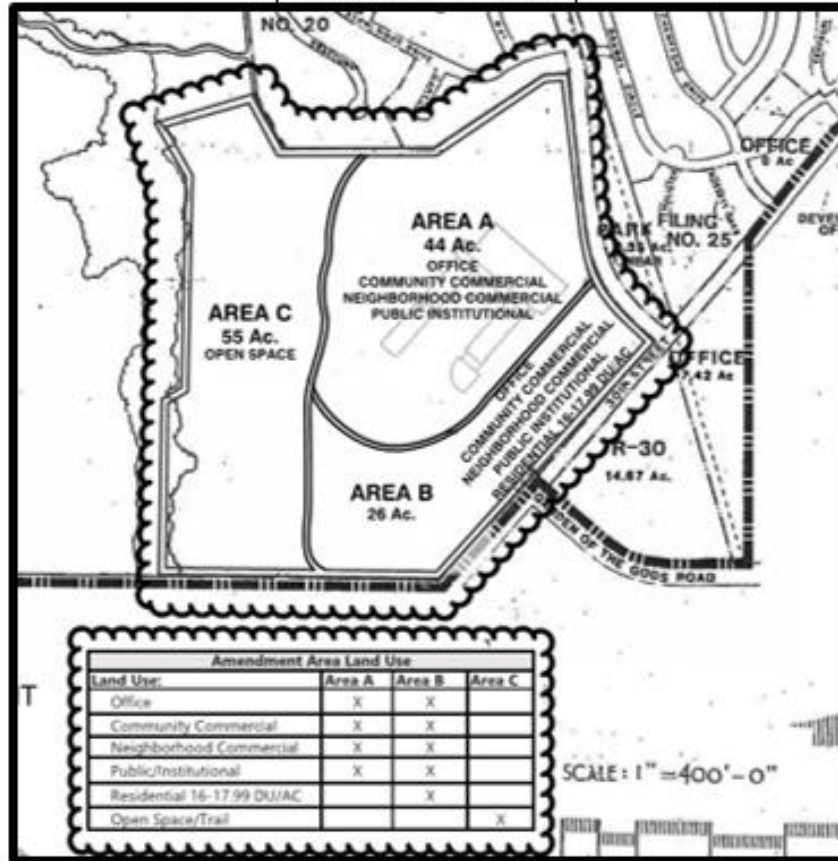 NO. 20
OFFICE
AREA A
44 Ac.
OFFICE
COMMUNITY COMMERCIAL
NEIGHBORHOOD COMMERCIAL
PUBLIC INSTITUTIONAL
PARK
FILING
NO. 25
AREA C
55 Ac.
OPEN SPACE
OFFICE
COMMUNITY COMMERCIAL
NEIGHBORHOOD COMMERCIAL
PUBLIC INSTITUTIONAL
RESIDENTIAL 16-17.99 DU/AC
30TH STREET
OFFICE
7.42 Ac
R-30
14.67 Ac.
AREA B
26 Ac.
GARDEN OF THE GODS ROAD
Amendment Area Land Use
Land Use: Area A Area B Area C
Office X X
Community Commercial X X
Neighborhood Commercial X X
Public/Institutional X X
Residential 16-17.99 DU/AC X
Open Space/Trail X
T
SCALE: 1"=400'-0"